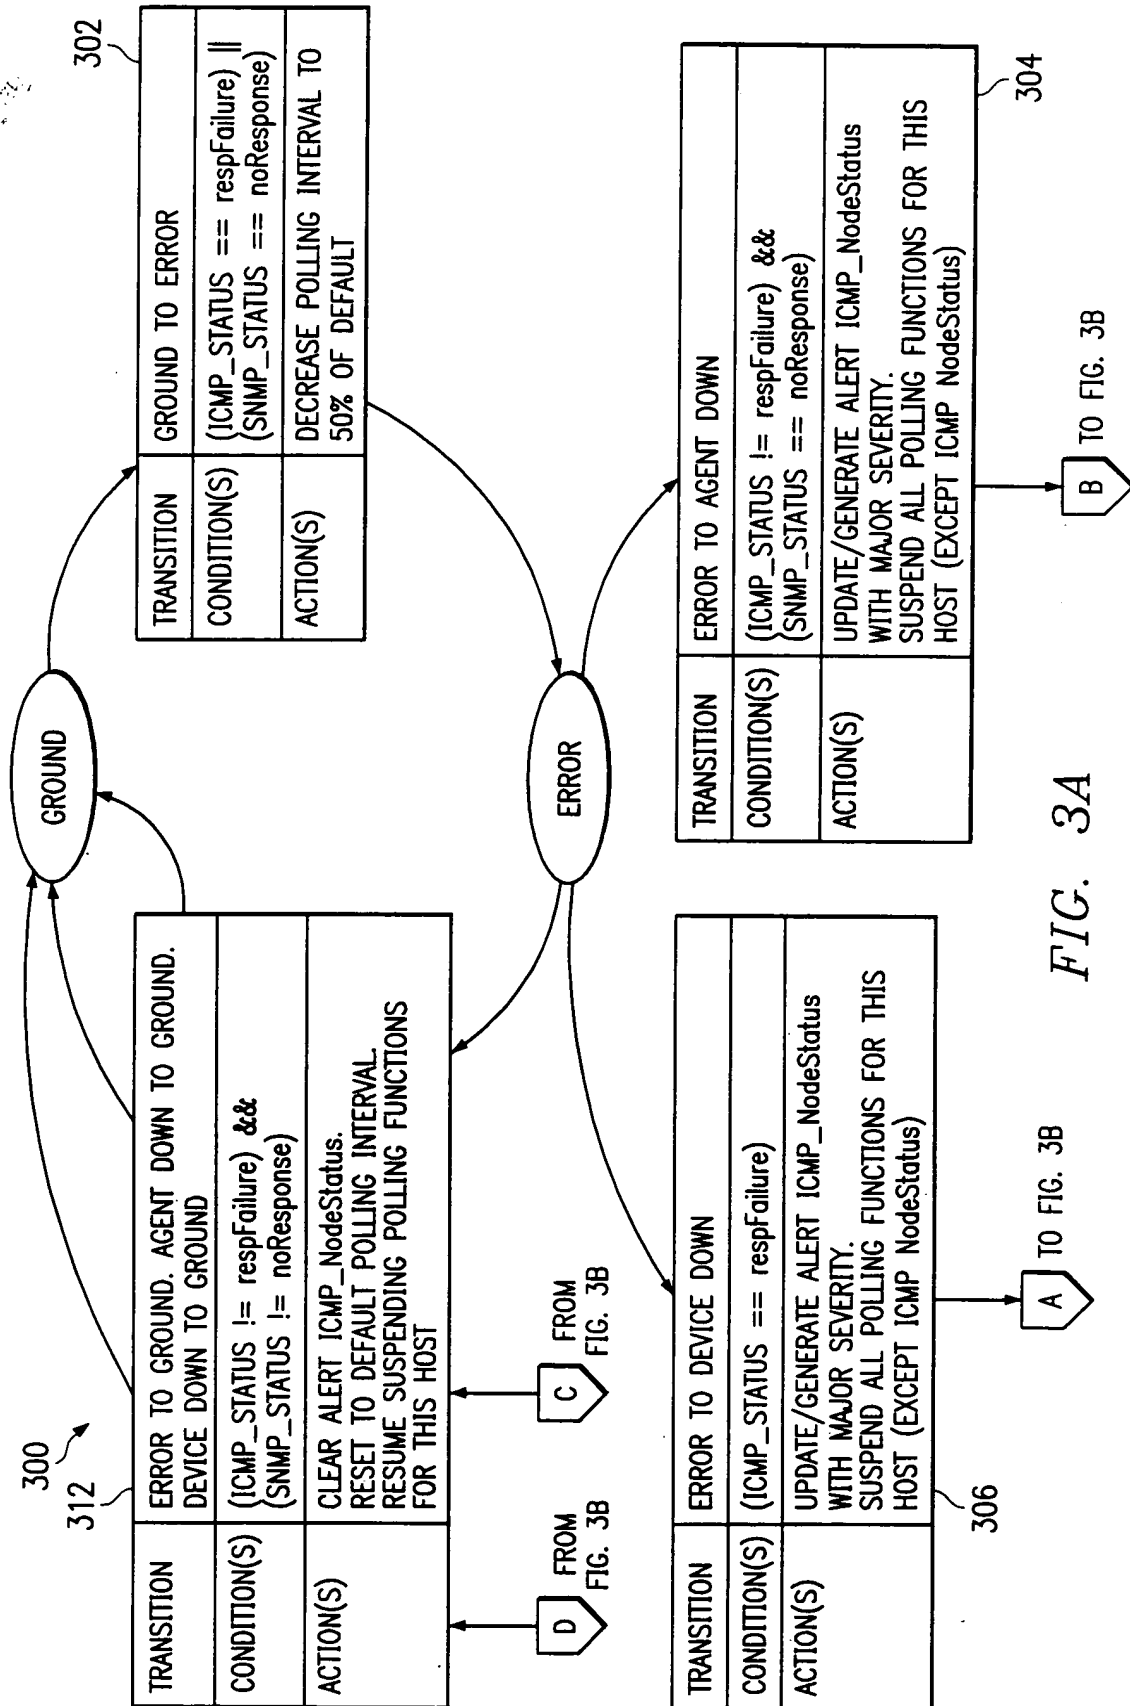 300
312
TRANSITION
ERROR TO GROUND. AGENT DOWN TO GROUND.
DEVICE DOWN TO GROUND
CONDITION(S)
(ICMP_STATUS != respFailure) &&
(SNMP_STATUS != noResponse)
ACTION(S)
CLEAR ALERT ICMP_NodeStatus.
RESET TO DEFAULT POLLING INTERVAL.
RESUME SUSPENDING POLLING FUNCTIONS
FOR THIS HOST
D
FROM
FIG. 3B
C
FROM
FIG. 3B
GROUND
302
TRANSITION
GROUND TO ERROR
CONDITION(S)
(ICMP_STATUS == respFailure) ||
(SNMP_STATUS == noResponse)
ACTION(S)
DECREASE POLLING INTERVAL TO
50% OF DEFAULT
ERROR
TRANSITION
ERROR TO DEVICE DOWN
CONDITION(S)
(ICMP_STATUS == respFailure)
ACTION(S)
UPDATE/GENERATE ALERT ICMP_NodeStatus
WITH MAJOR SEVERITY.
SUSPEND ALL POLLING FUNCTIONS FOR THIS
HOST (EXCEPT ICMP NodeStatus)
306
A
TO FIG. 3B
TRANSITION
ERROR TO AGENT DOWN
CONDITION(S)
(ICMP_STATUS != respFailure) &&
(SNMP_STATUS == noResponse)
ACTION(S)
UPDATE/GENERATE ALERT ICMP_NodeStatus
WITH MAJOR SEVERITY.
SUSPEND ALL POLLING FUNCTIONS FOR THIS
HOST (EXCEPT ICMP NodeStatus)
304
B
TO FIG. 3B
FIG. 3A